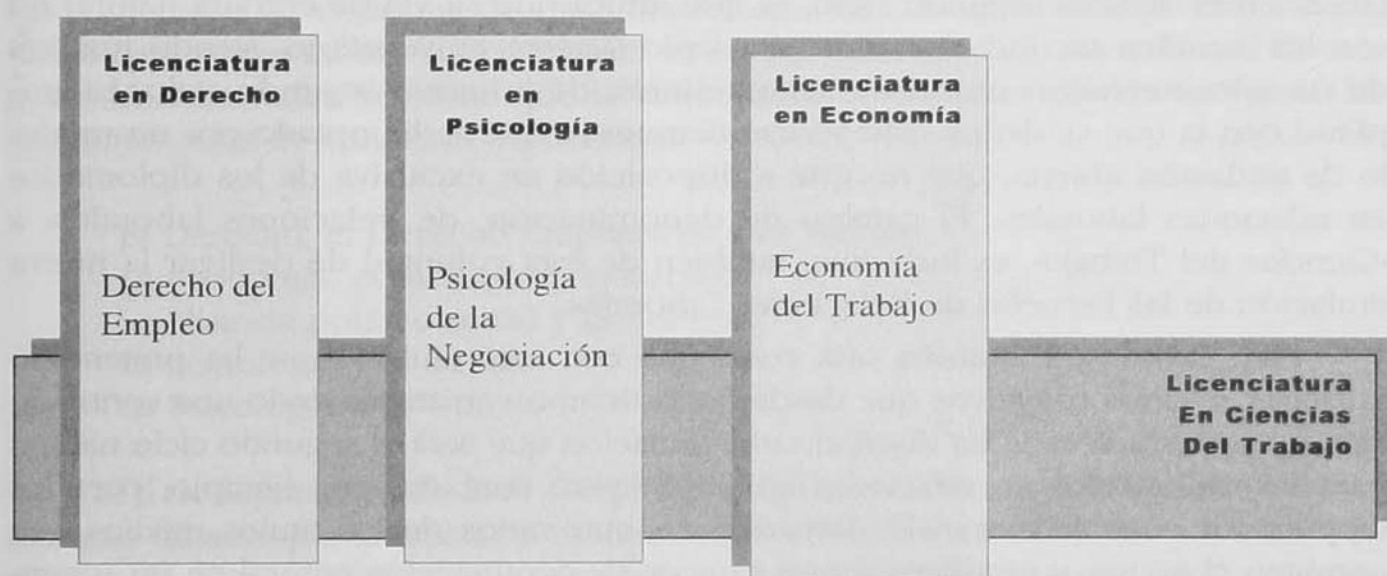 Licenciatura
en Derecho
Derecho del
Empleo
Licenciatura
en
Psicología
Psicología
de la
Negociación
Licenciatura
en Economía
Economía
del Trabajo
Licenciatura
En Ciencias
Del Trabajo